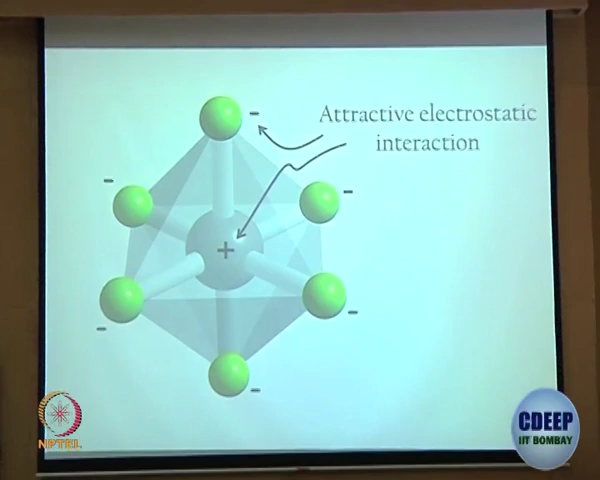 -
Attractive electrostatic
interaction
-
-
+
-
-
-
NPTEL
CDEEP
IIT BOMBAY